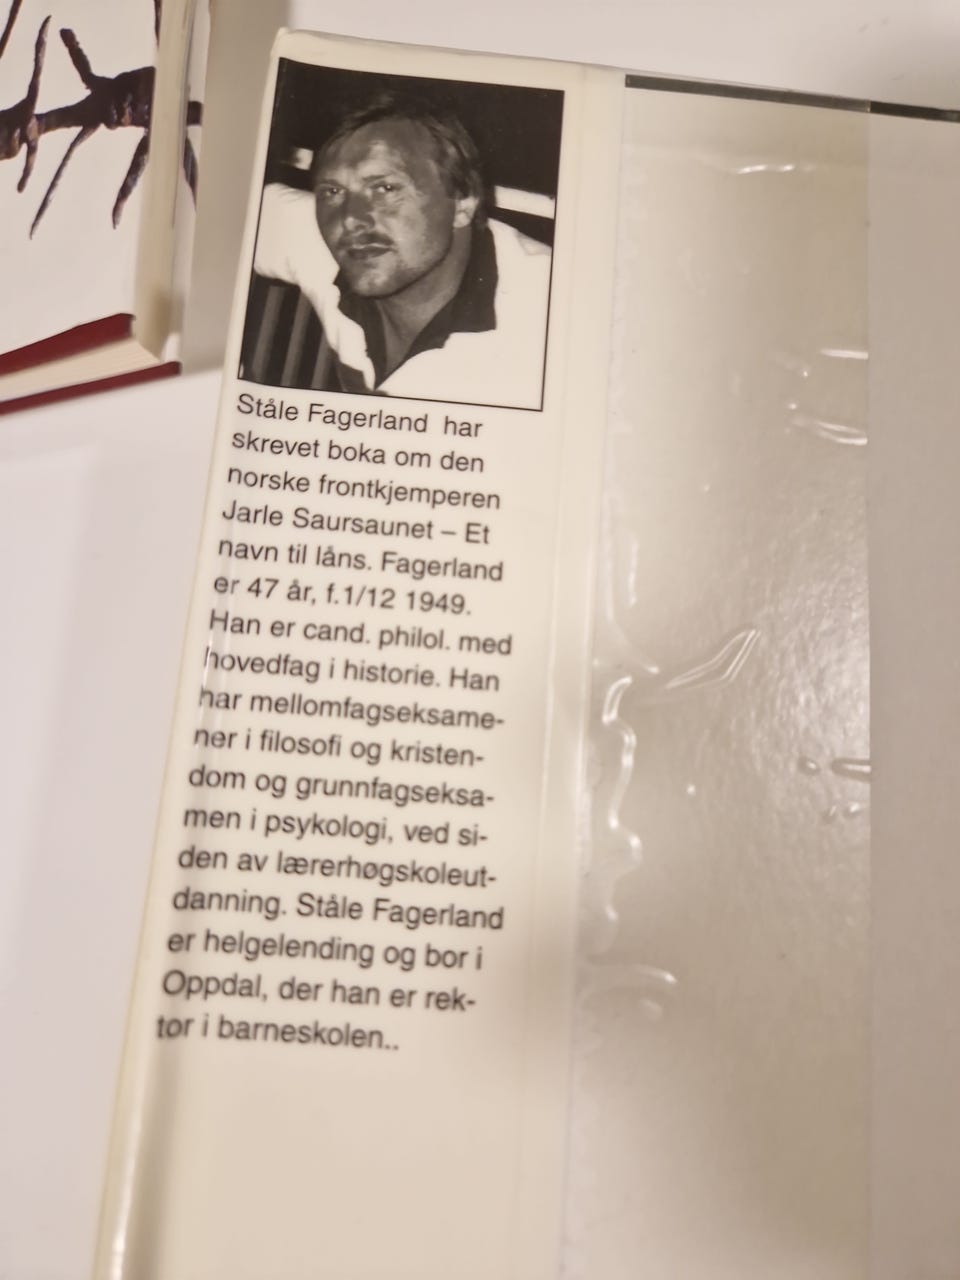 Ståle Fagerland har
skrevet boka om den
norske frontkjemperen
Jarle Saursaunet – Et
navn til låns. Fagerland
er 47 år, f.1/12 1949.
Han er cand. philol. med
hovedfag i historie. Han
har mellomfagseksame-
ner i filosofi og kristen-
dom og grunnfagseksa-
men i psykologi, ved si-
den av lærerhøgskoleut-
danning. Ståle Fagerland
er helgelending og bor i
Oppdal, der han er rek-
tor i barneskolen..